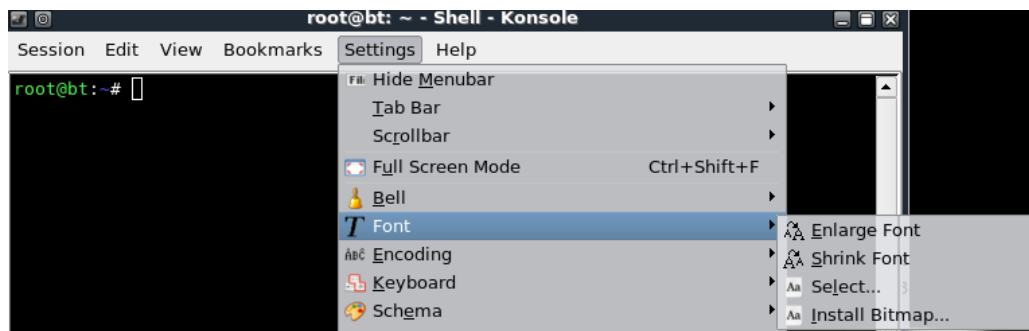 root@bt: ~ - Shell - Konsole
Session Edit View Bookmarks Settings Help
root@bt:~#
Hide Menubar
Tab Bar
Scrollbar
Full Screen Mode Ctrl+Shift+F
Bell
Font
Enlarge Font
Encoding
Shrink Font
Keyboard
Select...
Schema
Install Bitmap...